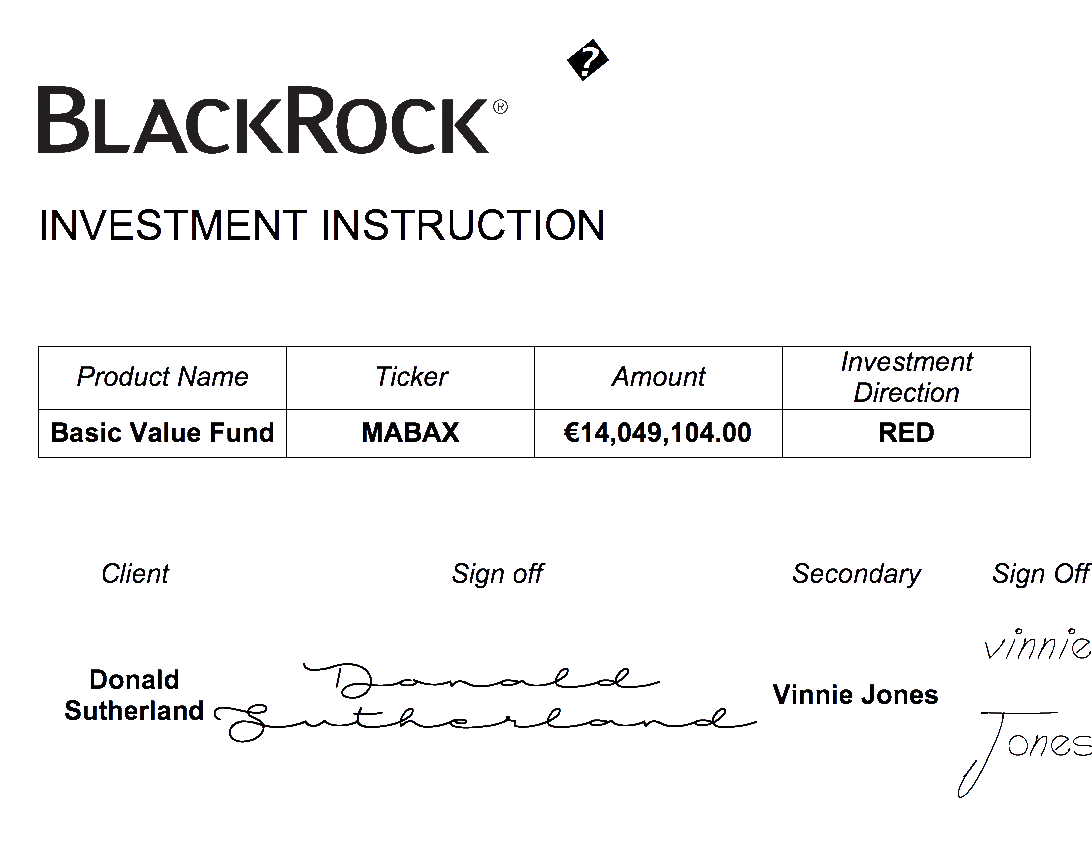 �
BLACKROCK®
INVESTMENT INSTRUCTION
Product Name Ticker Amount Investment Direction
Basic Value Fund MABAX €14,049,104.00 RED
Client Sign off Secondary Sign Off
Donald Sutherland Donald Sutherland Vinnie Jones vinnie Jones